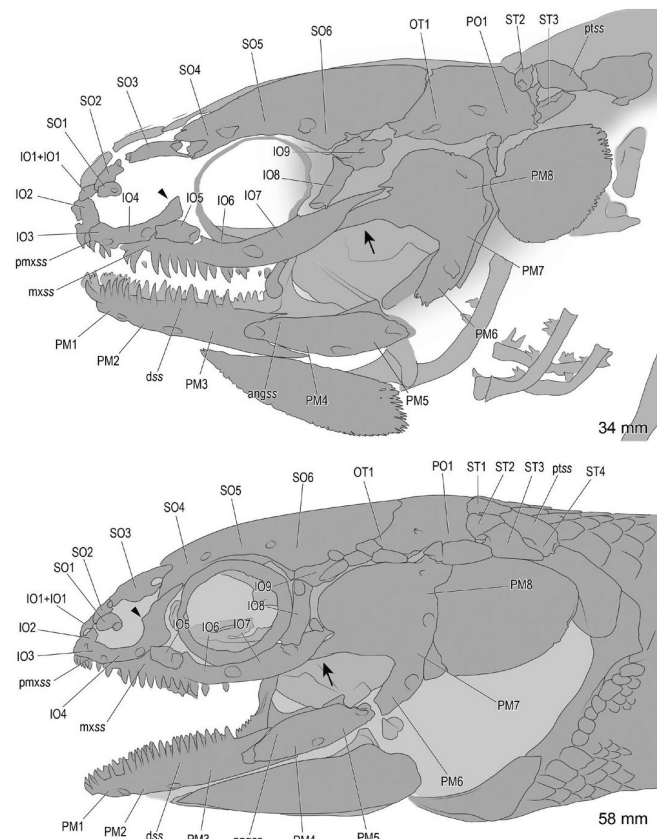 SO6
OT1
PO1
ST2
ST3
ptss
SO5
SO4
SO3
SO2
SO1
IO1+IO1
IO2
IO3
IO4
IO5
IO6
IO7
IO8
IO9
PM8
pmxss
mxss
PM7
PM6
PM1
PM2
dss
PM3
angss
PM4
PM5
34 mm
SO6
OT1
PO1
ST1
ST2
ST3
ptss
ST4
SO5
SO4
SO3
SO2
SO1
IO1+IO1
IO2
IO3
pmxss
IO4
mxss
IO5
IO6
IO7
IO8
IO9
PM8
PM7
PM6
PM1
PM2
dss
PM3
angss
PM4
PM5
58 mm